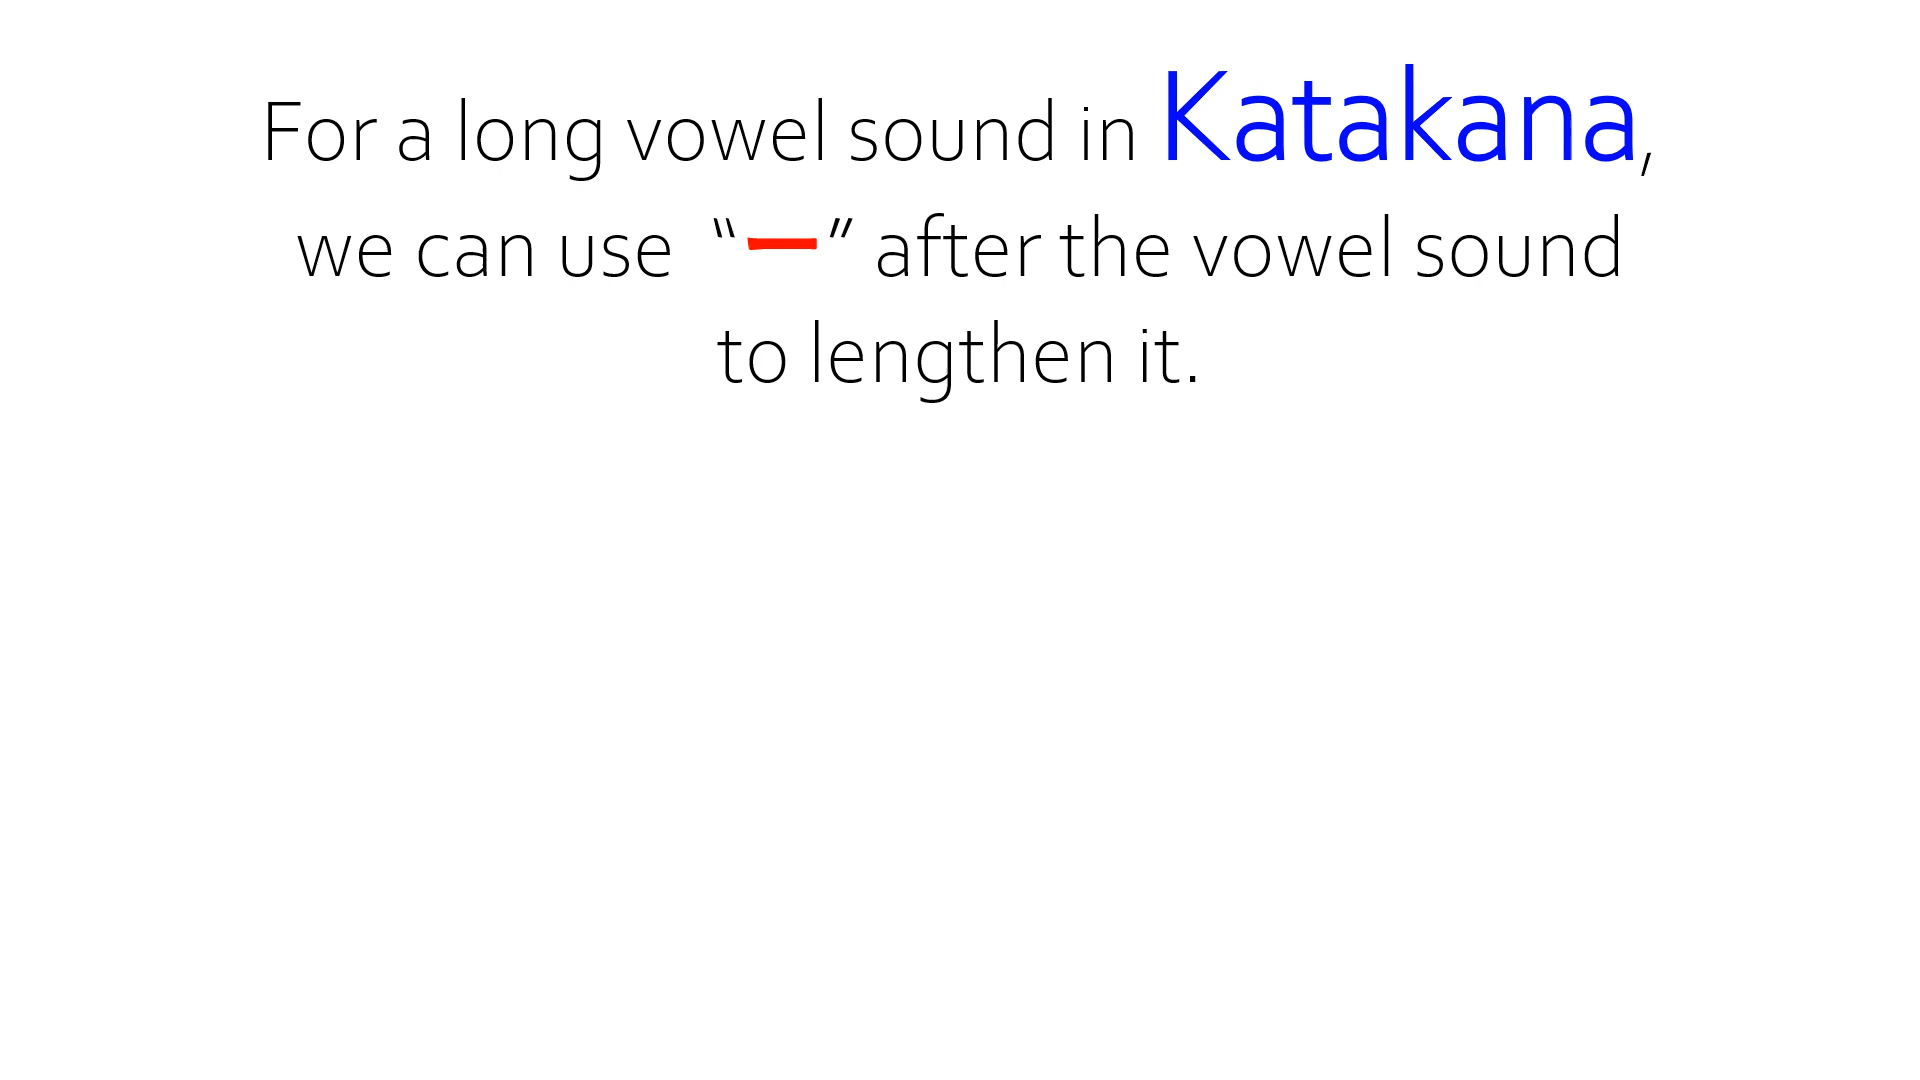 For a long vowel sound in Katakana,
we can use “ー” after the vowel sound
to lengthen it.